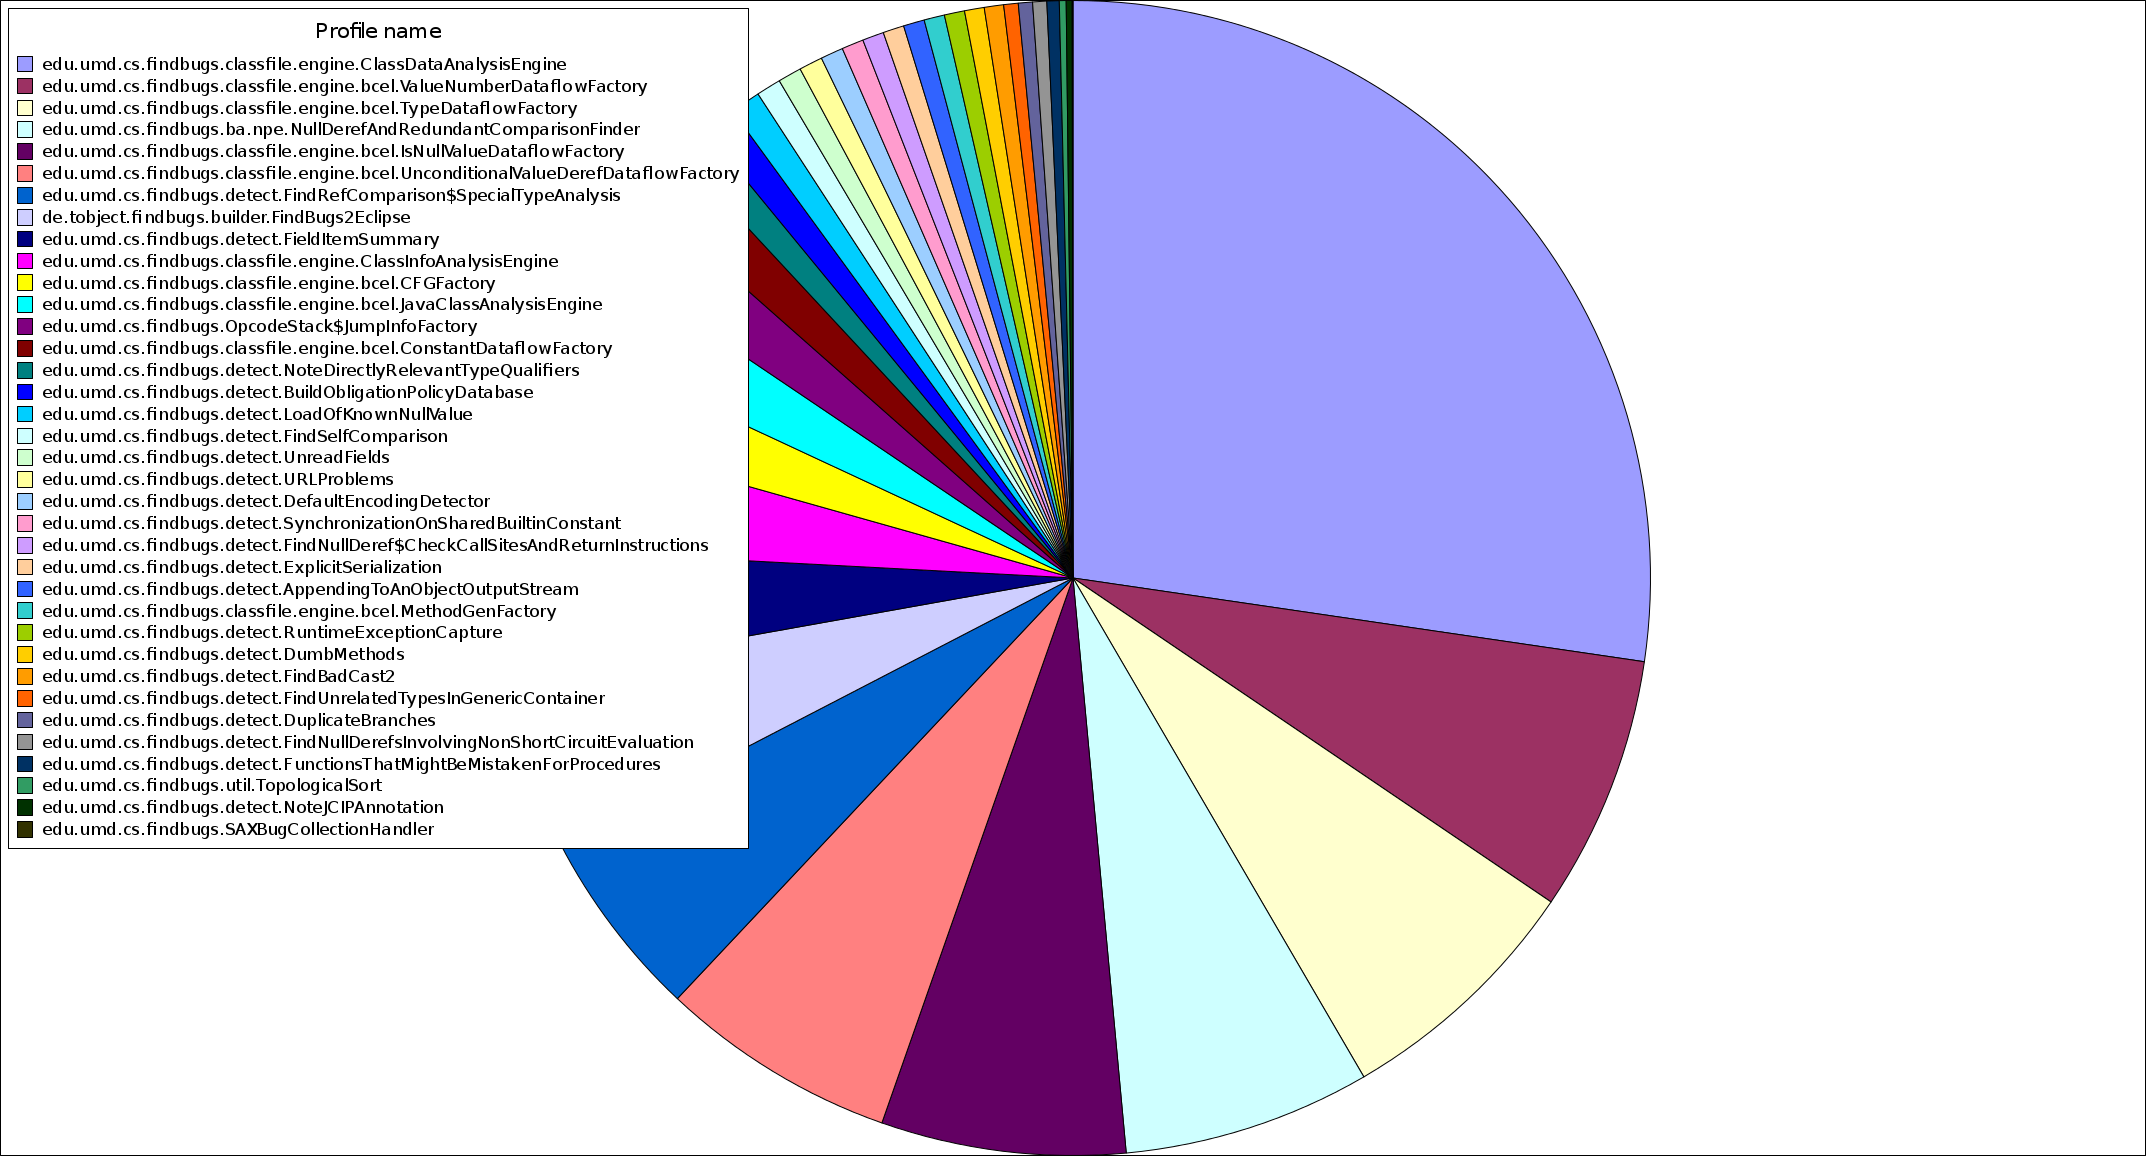 Profile name
edu.umd.cs.findbugs.classfile.engine.ClassDataAnalysisEngine
edu.umd.cs.findbugs.classfile.engine.bcel.ValueNumberDataflowFactory
edu.umd.cs.findbugs.classfile.engine.bcel.TypeDataflowFactory
edu.umd.cs.findbugs.ba.npe.NullDerefAndRedundantComparisonFinder
edu.umd.cs.findbugs.classfile.engine.bcel.IsNullValueDataflowFactory
edu.umd.cs.findbugs.classfile.engine.bcel.UnconditionalValueDerefDataflowFactory
edu.umd.cs.findbugs.detect.FindRefComparison$SpecialTypeAnalysis
de.tobject.findbugs.builder.FindBugs2Eclipse
edu.umd.cs.findbugs.detect.FieldItemSummary
edu.umd.cs.findbugs.classfile.engine.ClassInfoAnalysisEngine
edu.umd.cs.findbugs.classfile.engine.bcel.CFGFactory
edu.umd.cs.findbugs.classfile.engine.bcel.JavaClassAnalysisEngine
edu.umd.cs.findbugs.OpcodeStack$JumpInfoFactory
edu.umd.cs.findbugs.classfile.engine.bcel.ConstantDataflowFactory
edu.umd.cs.findbugs.detect.NoteDirectlyRelevantTypeQualifiers
edu.umd.cs.findbugs.detect.BuildObligationPolicyDatabase
edu.umd.cs.findbugs.detect.LoadOfKnownNullValue
edu.umd.cs.findbugs.detect.FindSelfComparison
edu.umd.cs.findbugs.detect.UnreadFields
edu.umd.cs.findbugs.detect.URLProblems
edu.umd.cs.findbugs.detect.DefaultEncodingDetector
edu.umd.cs.findbugs.detect.SynchronizationOnSharedBuiltinConstant
edu.umd.cs.findbugs.detect.FindNullDeref$CheckCallSitesAndReturnInstructions
edu.umd.cs.findbugs.detect.ExplicitSerialization
edu.umd.cs.findbugs.detect.AppendingToAnObjectOutputStream
edu.umd.cs.findbugs.classfile.engine.bcel.MethodGenFactory
edu.umd.cs.findbugs.detect.RuntimeExceptionCapture
edu.umd.cs.findbugs.detect.DumbMethods
edu.umd.cs.findbugs.detect.FindBadCast2
edu.umd.cs.findbugs.detect.FindUnrelatedTypesInGenericContainer
edu.umd.cs.findbugs.detect.DuplicateBranches
edu.umd.cs.findbugs.detect.FindNullDerefsInvolvingNonShortCircuitEvaluation
edu.umd.cs.findbugs.detect.FunctionsThatMightBeMistakenForProcedures
edu.umd.cs.findbugs.util.TopologicalSort
edu.umd.cs.findbugs.detect.NoteJCIPAnnotation
edu.umd.cs.findbugs.SAXBugCollectionHandler